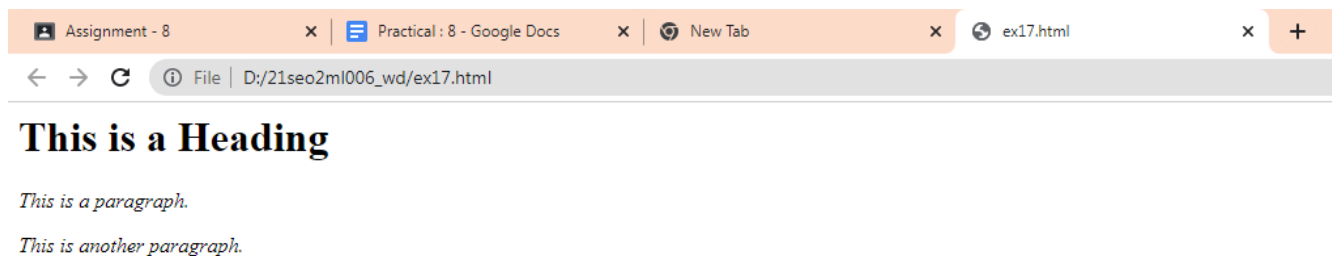 Assignment - 8 Practical : 8 - Google Docs New Tab ex17.html
File D:/21seo2ml006_wd/ex17.html
This is a Heading
This is a paragraph.
This is another paragraph.